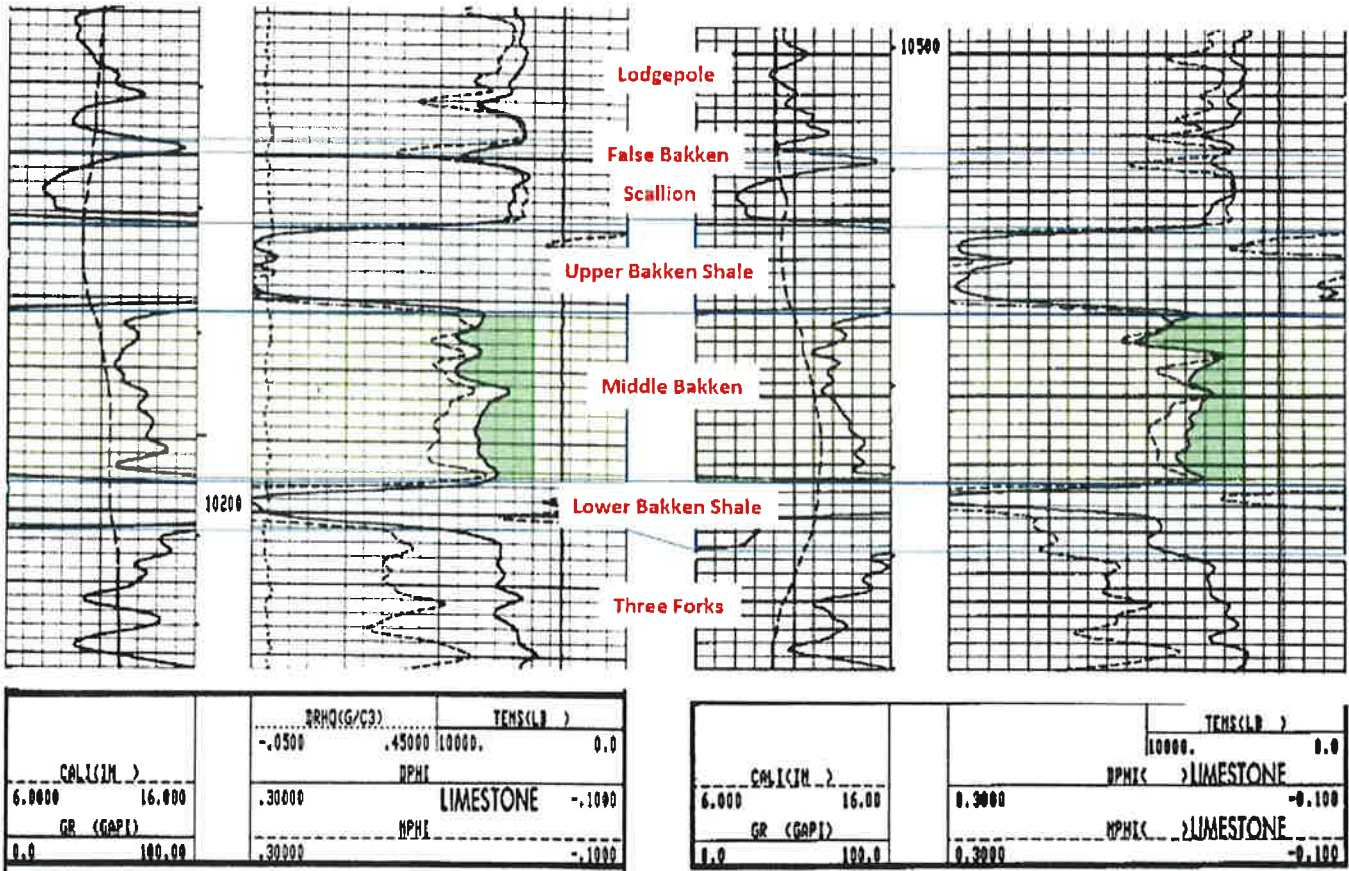 10500
Lodgepole
False Bakken
Scallion
Upper Bakken Shale
Middle Bakken
10200
Lower Bakken Shale
Three Forks
DRHO(G/C3) TENS(LB )
-.0500 .45000 10000. 0.0
CALI(IN ) DPHI
6.0000 16.000 .30000 LIMESTONE -.1000
GR (GAPI) NPHI
0.0 100.00 .30000 -.1000
TENS(LB )
10000. 0.0
CALI(IN ) DPHI( )LIMESTONE
6.000 16.00 0.3000 -0.100
GR (GAPI) NPHI( )LIMESTONE
0.0 100.0 0.3000 -0.100